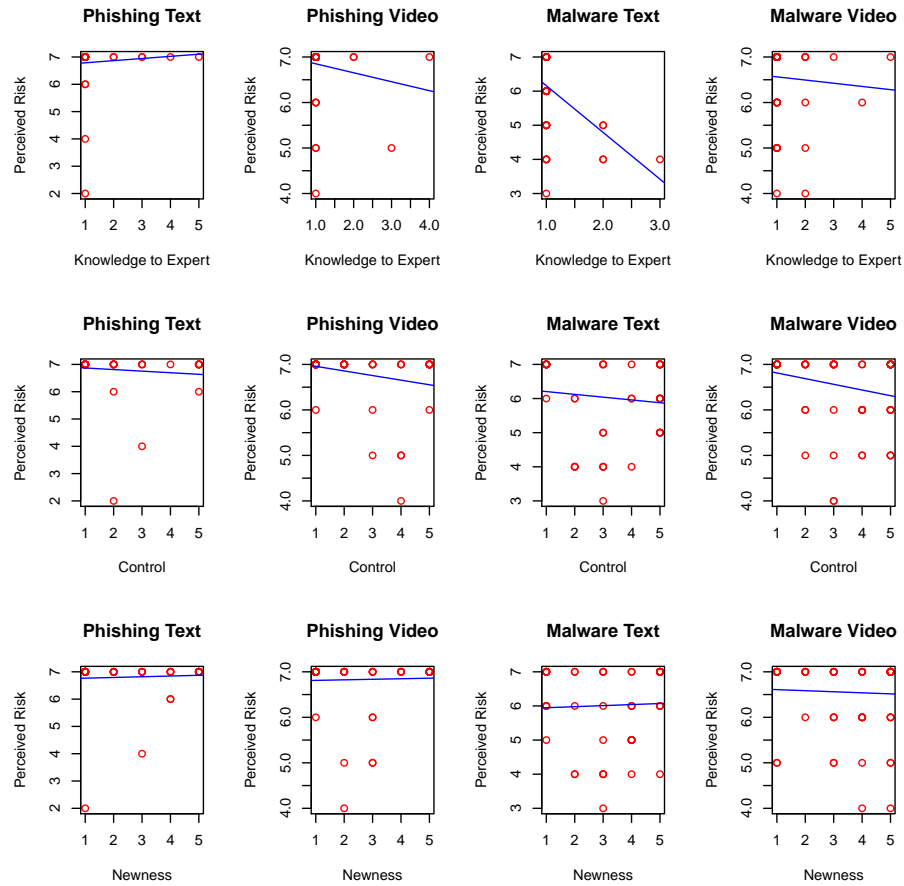 Phishing Text Phishing Video Malware Text Malware Video
Perceived Risk
2 3 4 5 6 7
1 2 3 4 5
Knowledge to Expert
Perceived Risk
4.0 5.0 6.0 7.0
1.0 2.0 3.0 4.0
Knowledge to Expert
Perceived Risk
3 4 5 6 7
1.0 2.0 3.0
Knowledge to Expert
Perceived Risk
4.0 5.0 6.0 7.0
1 2 3 4 5
Knowledge to Expert
Phishing Text Phishing Video Malware Text Malware Video
Perceived Risk
2 3 4 5 6 7
1 2 3 4 5
Control
Perceived Risk
4.0 5.0 6.0 7.0
1 2 3 4 5
Control
Perceived Risk
3 4 5 6 7
1 2 3 4 5
Control
Perceived Risk
4.0 5.0 6.0 7.0
1 2 3 4 5
Control
Phishing Text Phishing Video Malware Text Malware Video
Perceived Risk
2 3 4 5 6 7
1 2 3 4 5
Newness
Perceived Risk
4.0 5.0 6.0 7.0
1 2 3 4 5
Newness
Perceived Risk
3 4 5 6 7
1 2 3 4 5
Newness
Perceived Risk
4.0 5.0 6.0 7.0
1 2 3 4 5
Newness